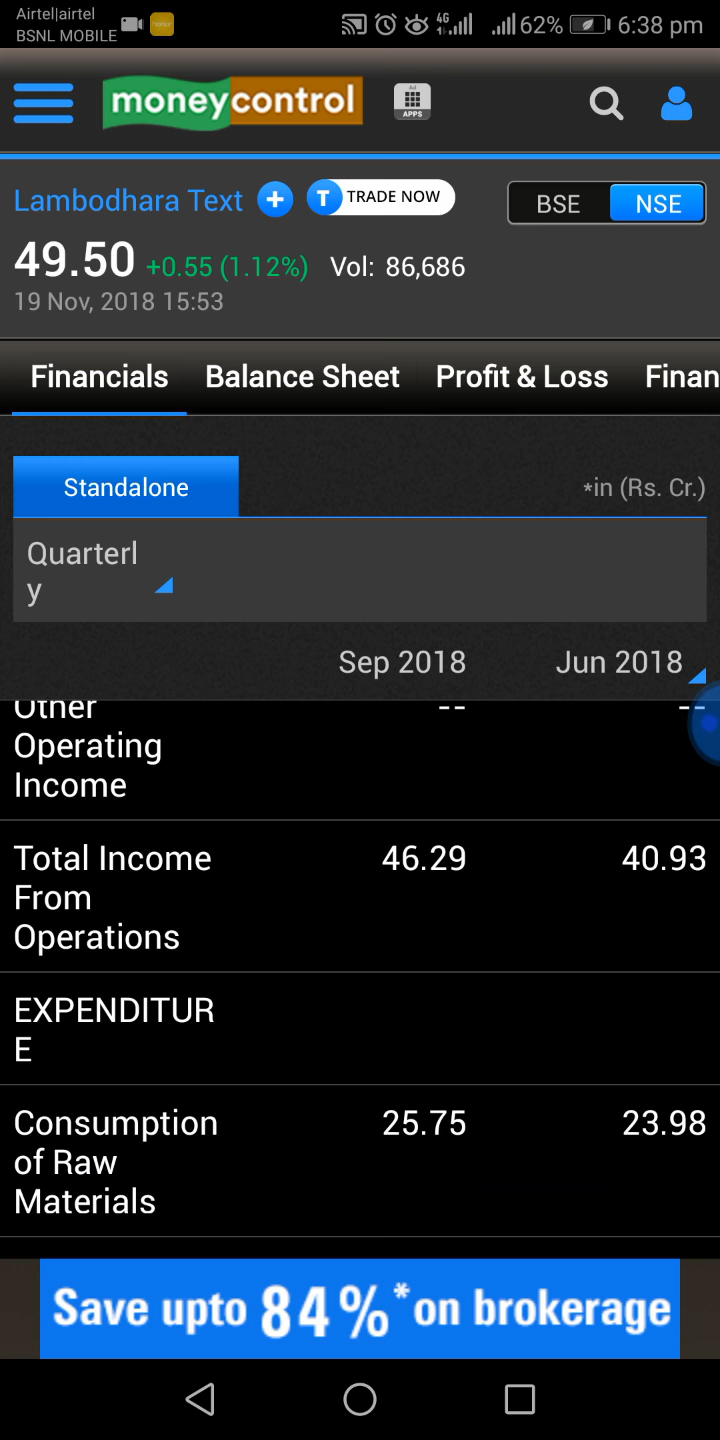 Airtel|airtel
BSNL MOBILE
4G
62%
6:38 pm
moneycontrol
Ad
APPS
Lambodhara Text + T TRADE NOW BSE NSE
49.50 +0.55 (1.12%) Vol: 86,686
19 Nov, 2018 15:53
Financials Balance Sheet Profit & Loss Finan
Standalone *in (Rs. Cr.)
Quarterl
y
Sep 2018 Jun 2018
Other -- --
Operating
Income
Total Income 46.29 40.93
From
Operations
EXPENDITUR
E
Consumption 25.75 23.98
of Raw
Materials
Save upto 84%* on brokerage